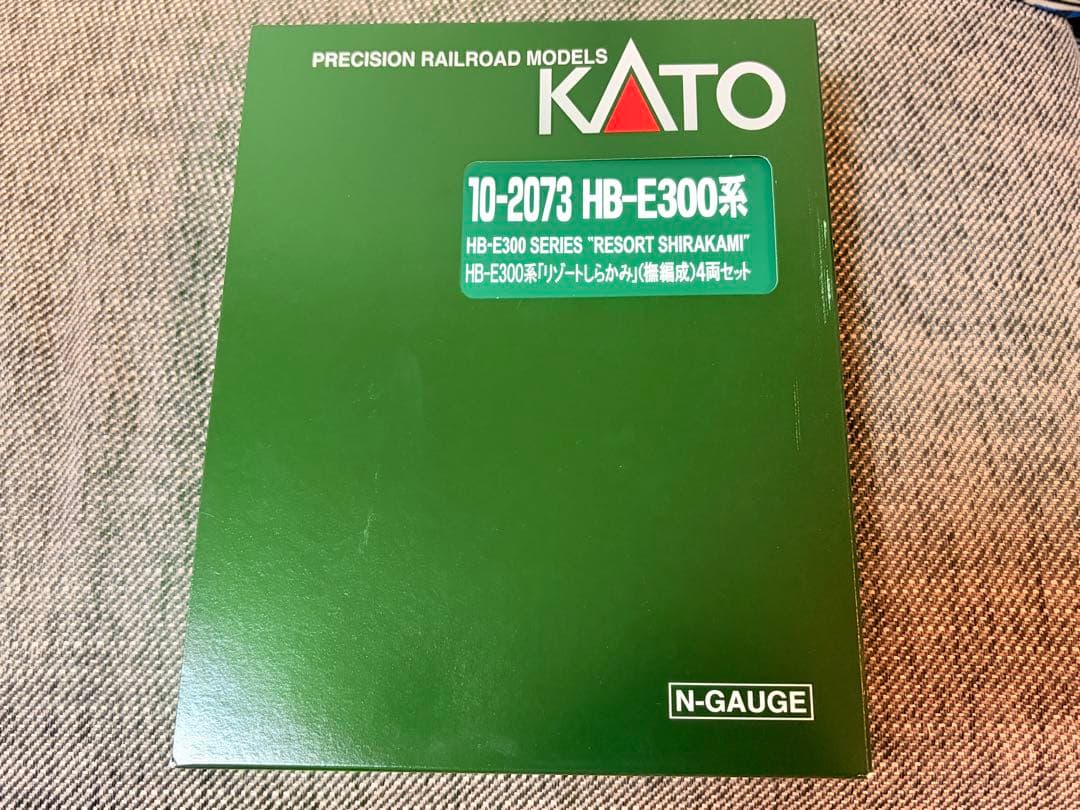 PRECISION RAILROAD MODELS
KATO
10-2073 HB-E300系
HB-E300 SERIES "RESORT SHIRAKAMI"
HB-E300系「リゾートしらかみ」(橅編成)4両セット
N-GAUGE